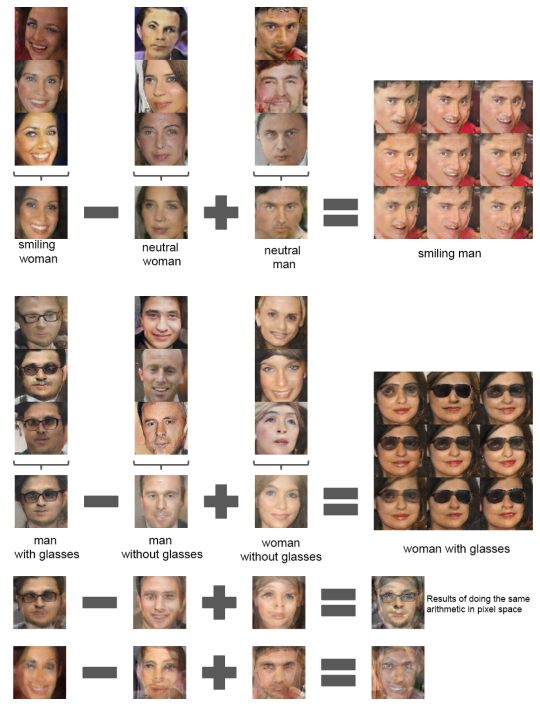 smiling
woman
neutral
woman
neutral
man
smiling man
man
with glasses
man
without glasses
woman
without glasses
woman with glasses
Results of doing the same
arithmetic in pixel space